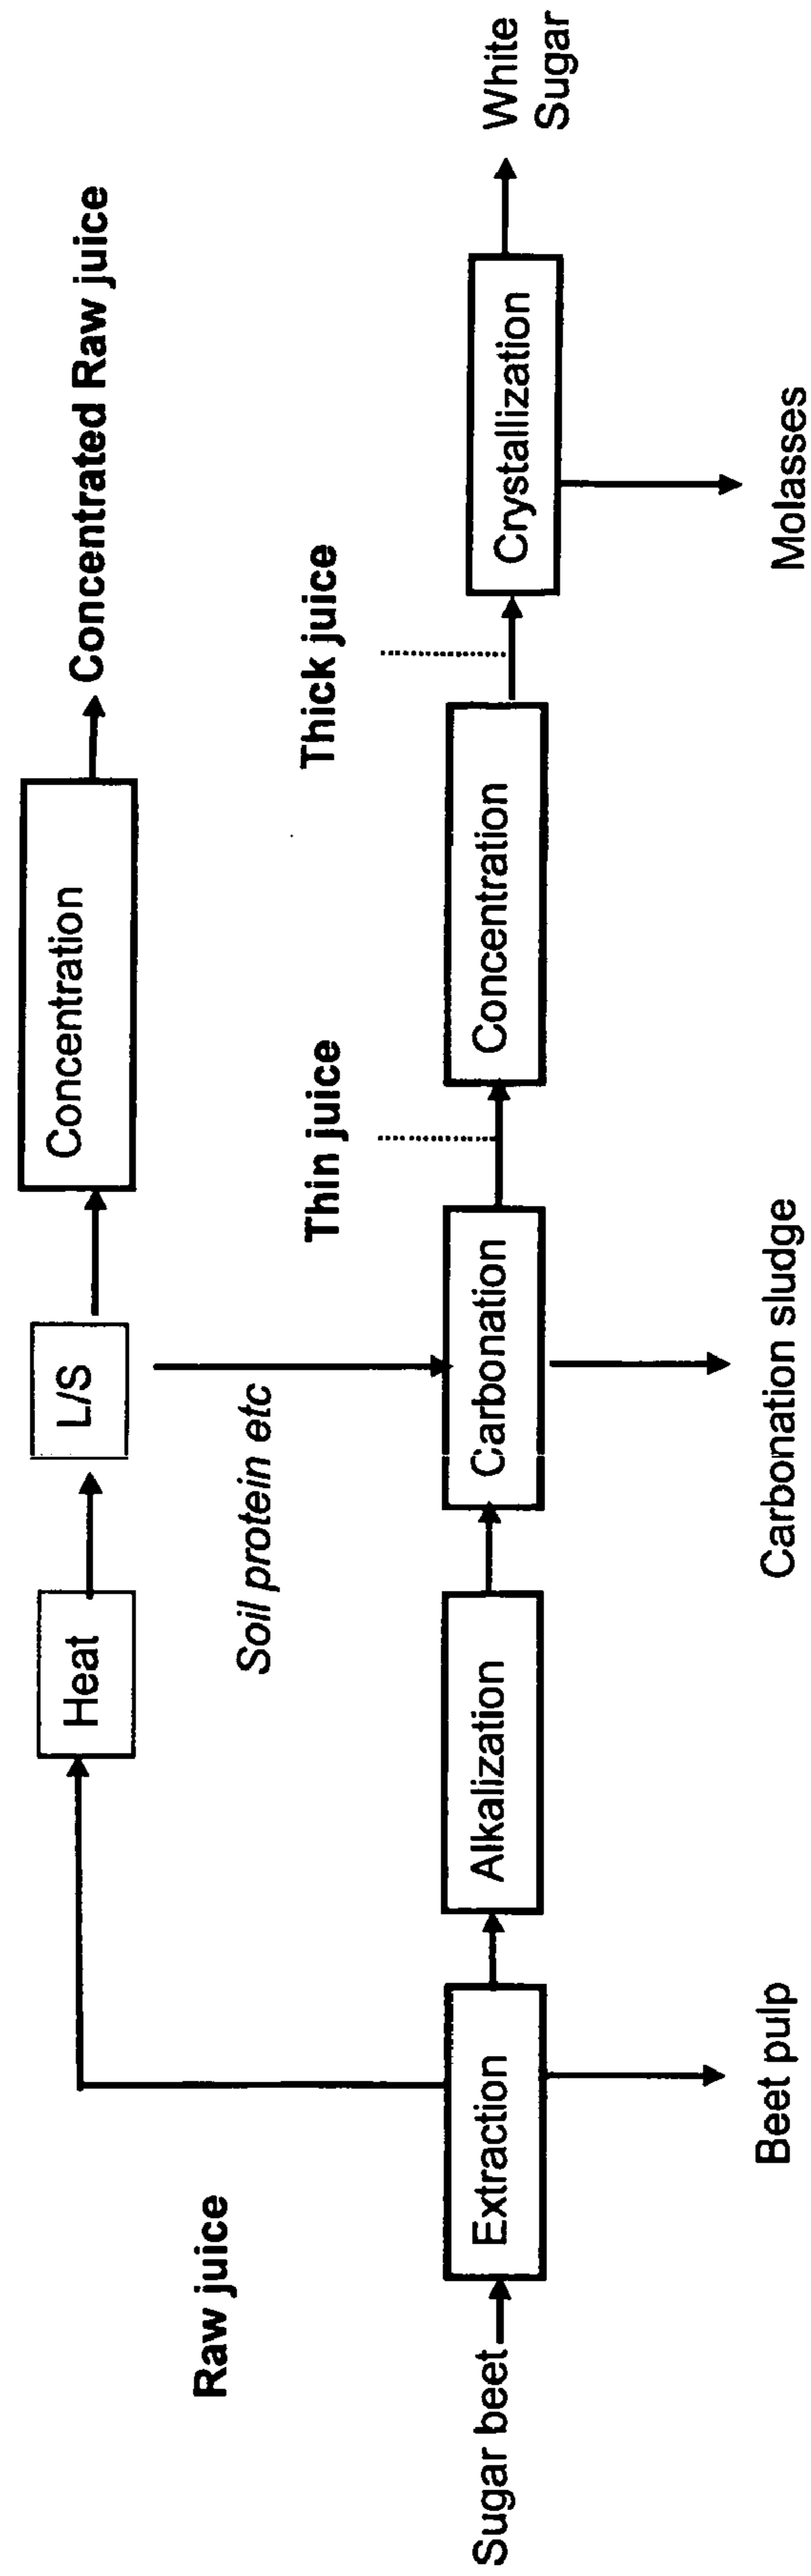 Concentrated Raw juice
Concentration
L/S
Heat
Raw juice
Soil protein etc
Thin juice
Thick juice
Sugar beet
Extraction
Alkalization
Carbonation
Concentration
Crystallization
White
Sugar
Beet pulp
Carbonation sludge
Molasses